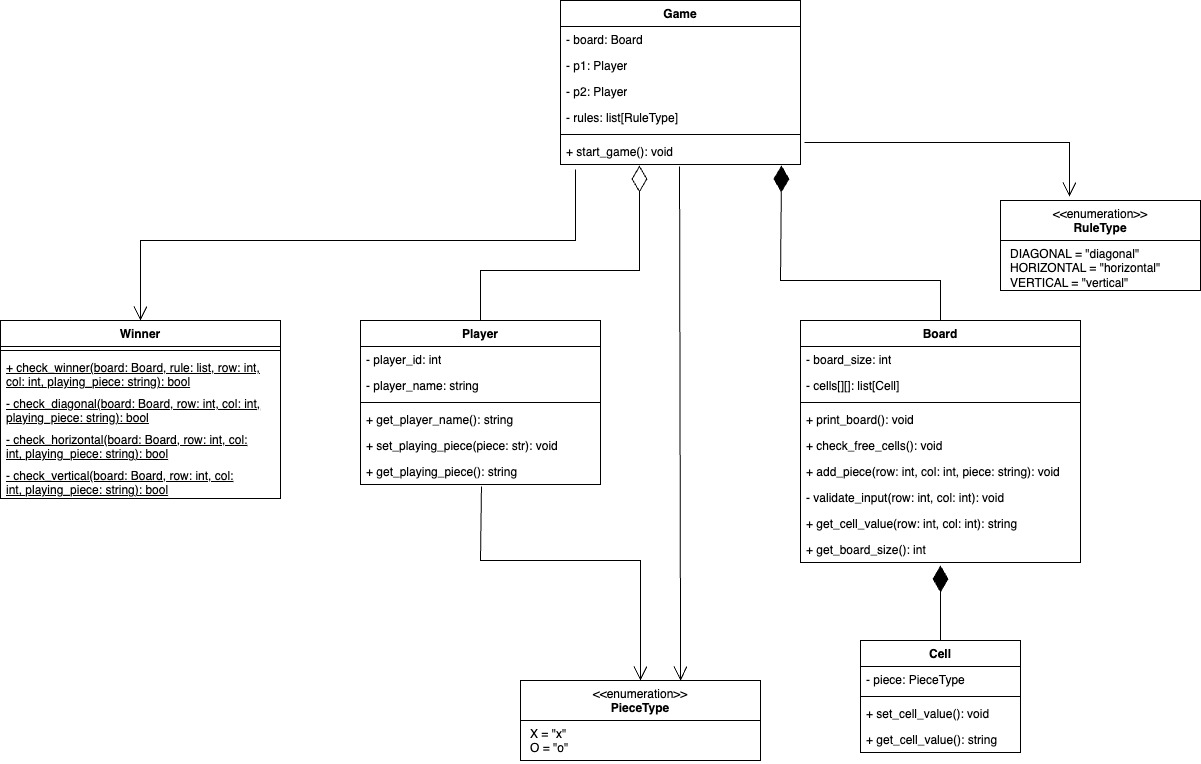 Game
- board: Board
- p1: Player
- p2: Player
- rules: list[RuleType]
+ start_game(): void
<<enumeration>>
RuleType
DIAGONAL = "diagonal"
HORIZONTAL = "horizontal"
VERTICAL = "vertical"
Winner
+ check_winner(board: Board, rule: list, row: int,
col: int, playing_piece: string): bool
- check_diagonal(board: Board, row: int, col: int,
playing_piece: string): bool
- check_horizontal(board: Board, row: int, col:
int, playing_piece: string): bool
- check_vertical(board: Board, row: int, col:
int, playing_piece: string): bool
Player
- player_id: int
- player_name: string
+ get_player_name(): string
+ set_playing_piece(piece: str): void
+ get_playing_piece(): string
Board
- board_size: int
- cells[][]: list[Cell]
+ print_board(): void
+ check_free_cells(): void
+ add_piece(row: int, col: int, piece: string): void
- validate_input(row: int, col: int): void
+ get_cell_value(row: int, col: int): string
+ get_board_size(): int
<<enumeration>>
PieceType
X = "x"
O = "o"
Cell
- piece: PieceType
+ set_cell_value(): void
+ get_cell_value(): string